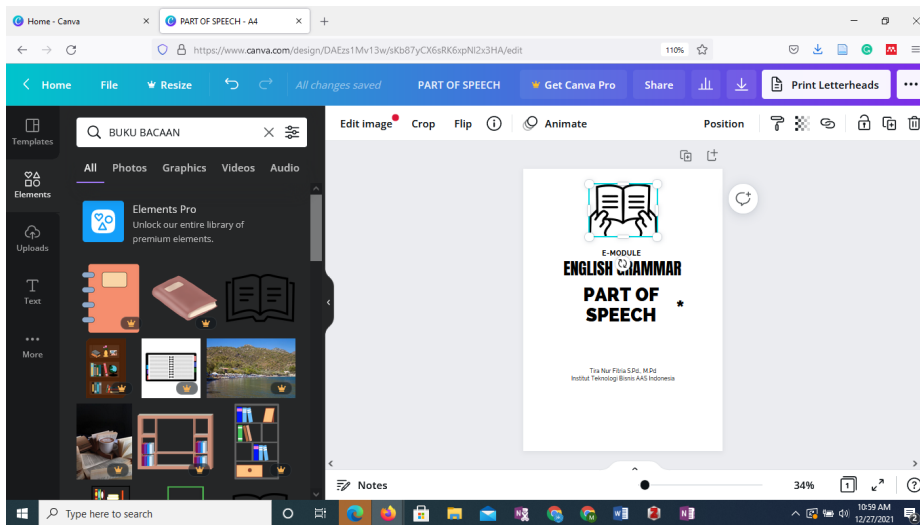 Home - Canva
PART OF SPEECH - A4
https://www.canva.com/design/DAEzs1Mv13w/sKb87yCX6sRK6xpNI2x3HA/edit
110%
Home File Resize All changes saved PART OF SPEECH Get Canva Pro Share Print Letterheads
Templates
Elements
Uploads
Text
More
BUKU BACAAN
All Photos Graphics Videos Audio
Elements Pro
Unlock our entire library of
premium elements.
Edit image Crop Flip Animate Position
E-MODULE
ENGLISH GRAMMAR
PART OF
SPEECH
*
Tira Nur Fitria S.Pd., M.Pd
Institut Teknologi Bisnis AAS Indonesia
Notes
34%
1
Type here to search
10:59 AM
12/27/2021